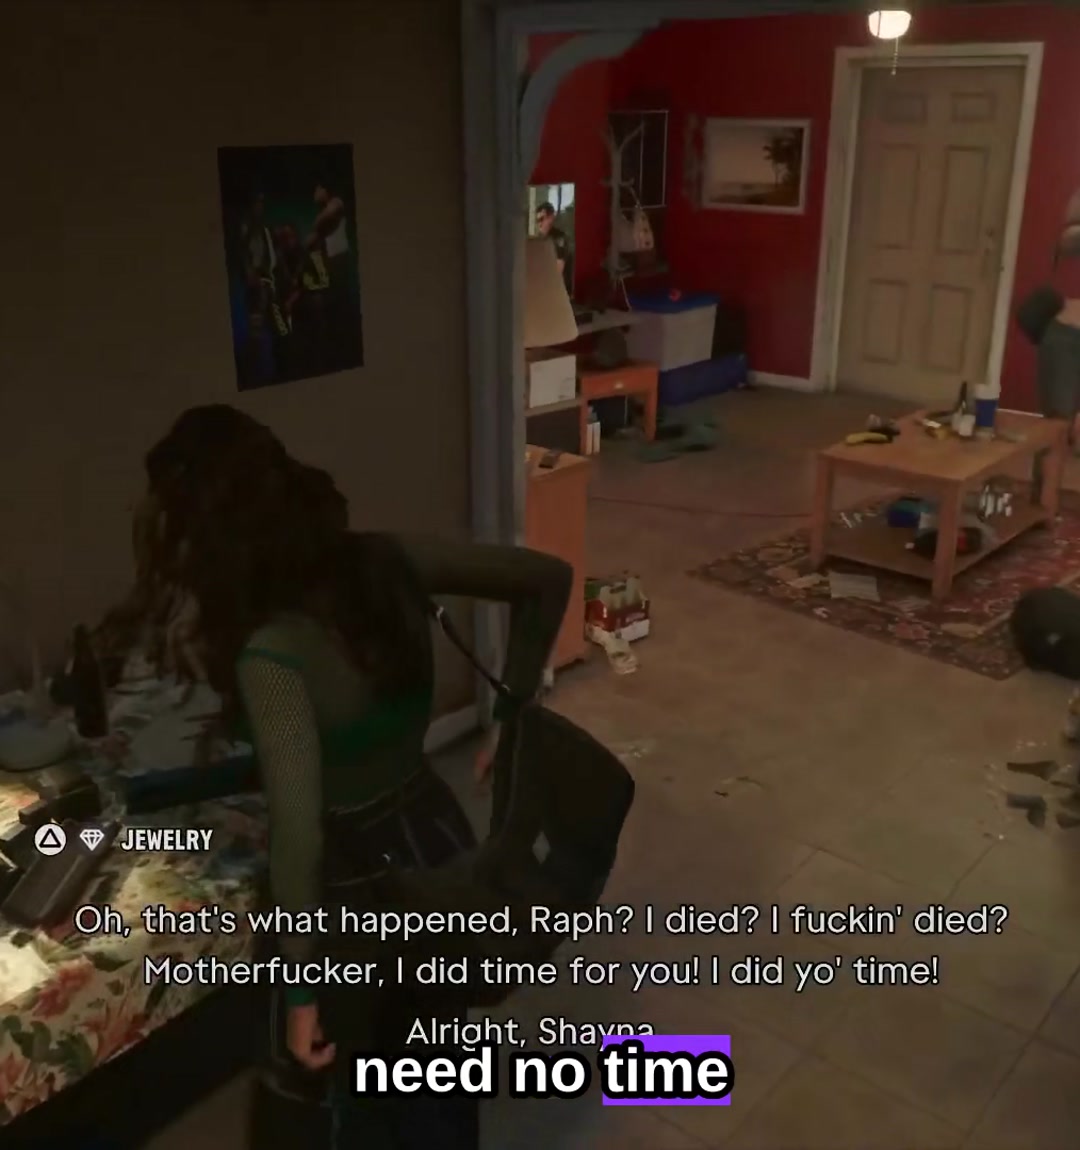 JEWELRY
Oh, that's what happened, Raph? I died? I fuckin' died?
Motherfucker, I did time for you! I did yo' time!
Alright, Shayna.
need no time